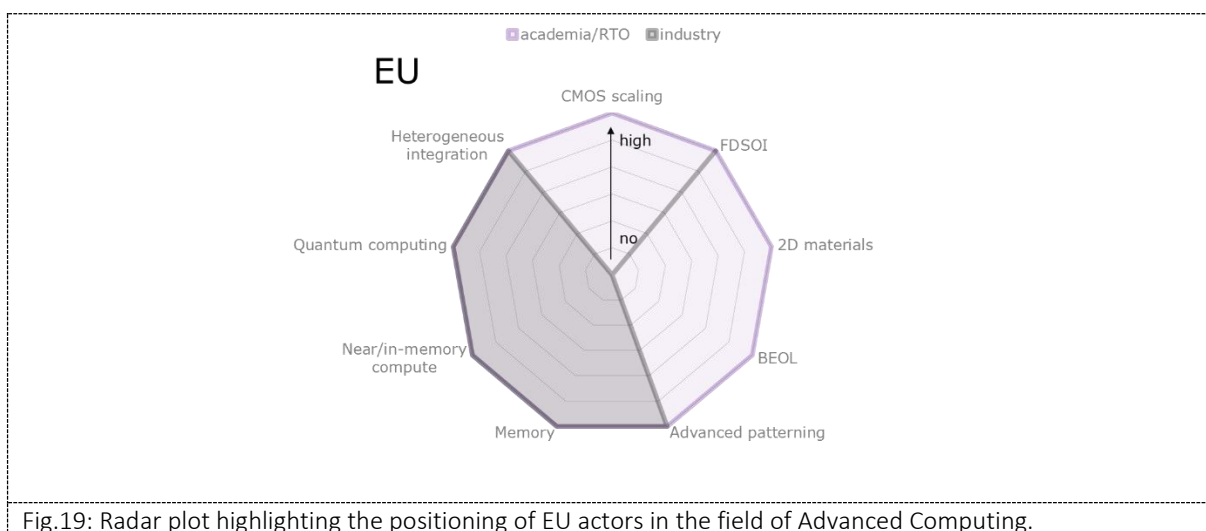 academia/RTO industry
EU
CMOS scaling
Heterogeneous
integration
high
FDSOI
no
Quantum computing
2D materials
Near/in-memory
compute
BEOL
Memory
Advanced patterning
Fig.19: Radar plot highlighting the positioning of EU actors in the field of Advanced Computing.